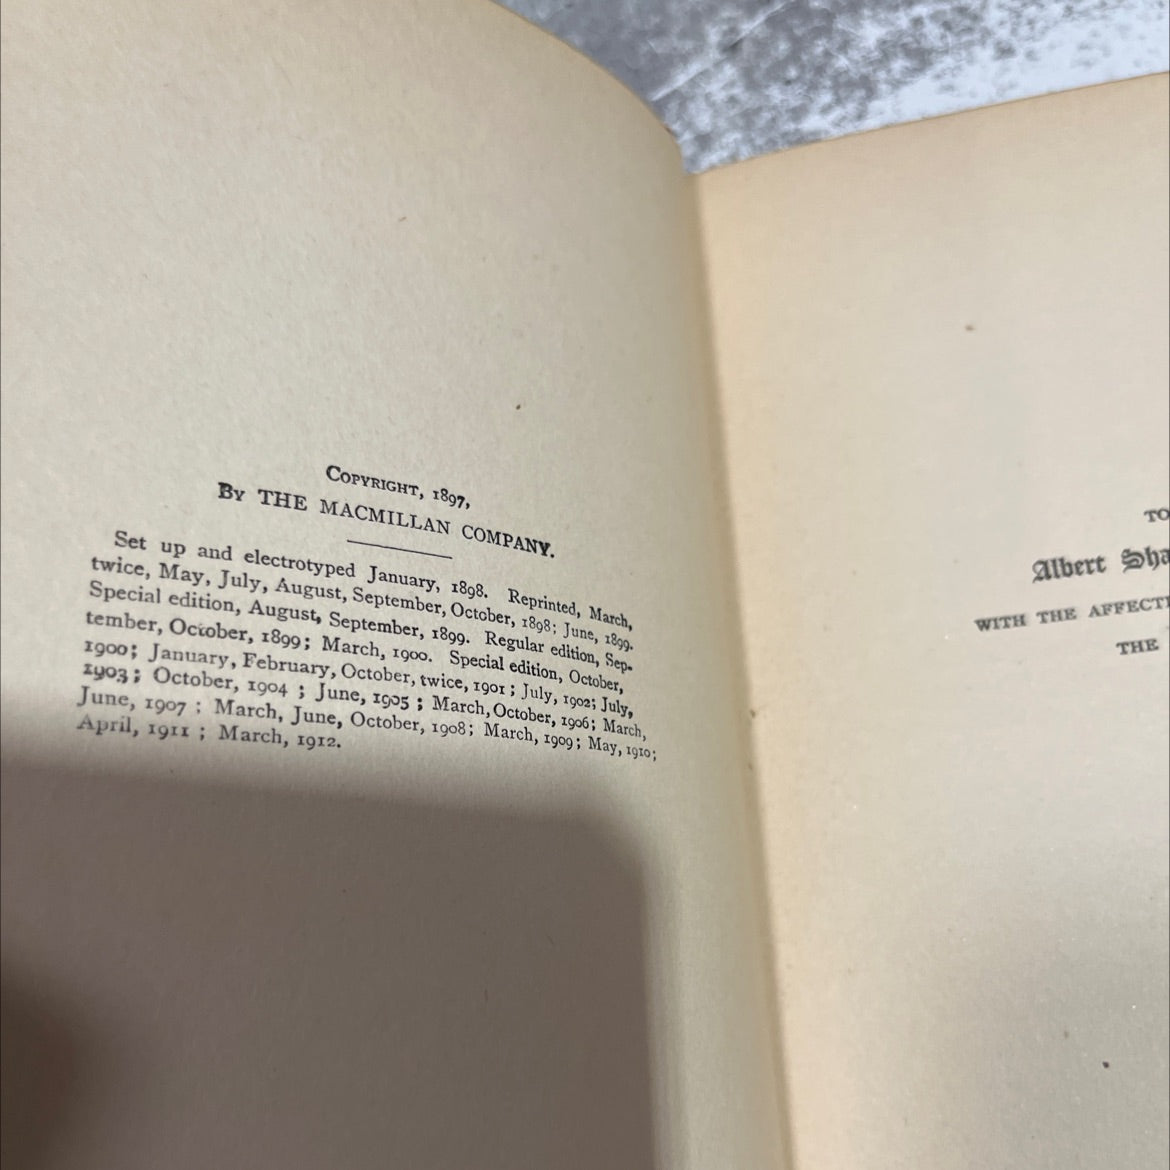 COPYRIGHT, 1897,
BY THE MACMILLAN COMPANY.
Set up and electrotyped January, 1898. Reprinted, March,
twice, May, July, August, September, October, 1898; June, 1899.
Special edition, August, September, 1899. Regular edition, Sep-
tember, October, 1899; March, 1900. Special edition, October,
1900; January, February, October, twice, 1901; July, 1902; July,
1903; October, 1904; June, 1905; March, October, 1906; March,
June, 1907; March, June, October, 1908; March, 1909; May, 1910;
April, 1911; March, 1912.
TO
Albert
WITH THE
THE